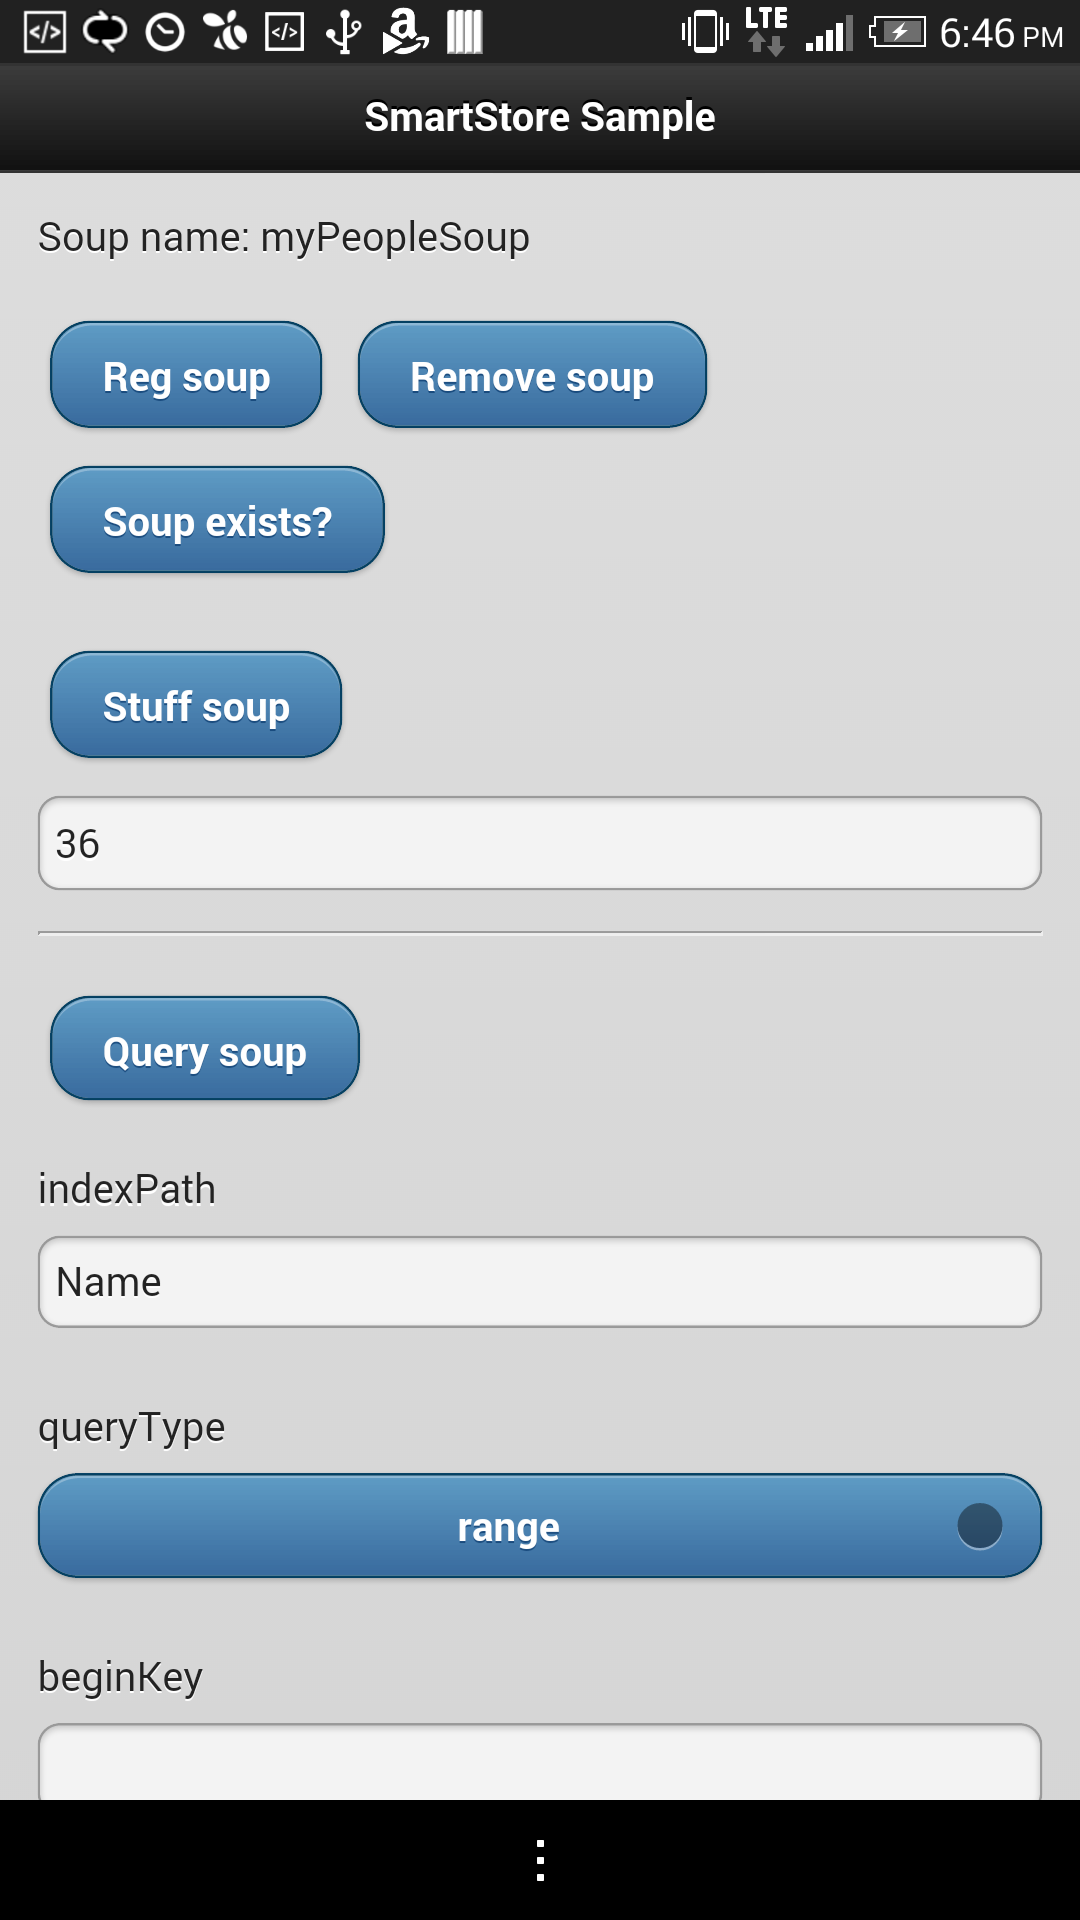 LTE
6:46 PM
SmartStore Sample
Soup name: myPeopleSoup
Reg soup
Remove soup
Soup exists?
Stuff soup
36
Query soup
indexPath
Name
queryType
range
beginKey